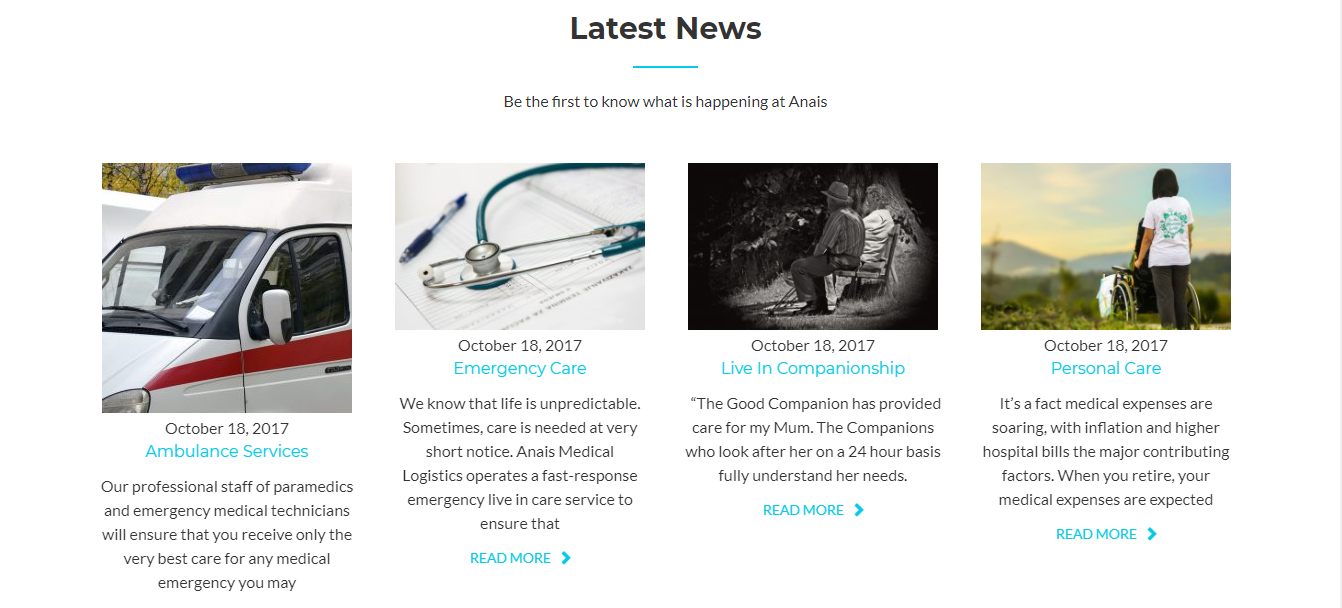 Latest News
Be the first to know what is happening at Anais
October 18, 2017
Ambulance Services
Our professional staff of paramedics
and emergency medical technicians
will ensure that you receive only the
very best care for any medical
emergency you may
October 18, 2017
Emergency Care
We know that life is unpredictable.
Sometimes, care is needed at very
short notice. Anais Medical
Logistics operates a fast-response
emergency live in care service to
ensure that
READ MORE
October 18, 2017
Live In Companionship
“The Good Companion has provided
care for my Mum. The Companions
who look after her on a 24 hour basis
fully understand her needs.
READ MORE
October 18, 2017
Personal Care
It’s a fact medical expenses are
soaring, with inflation and higher
hospital bills the major contributing
factors. When you retire, your
medical expenses are expected
READ MORE